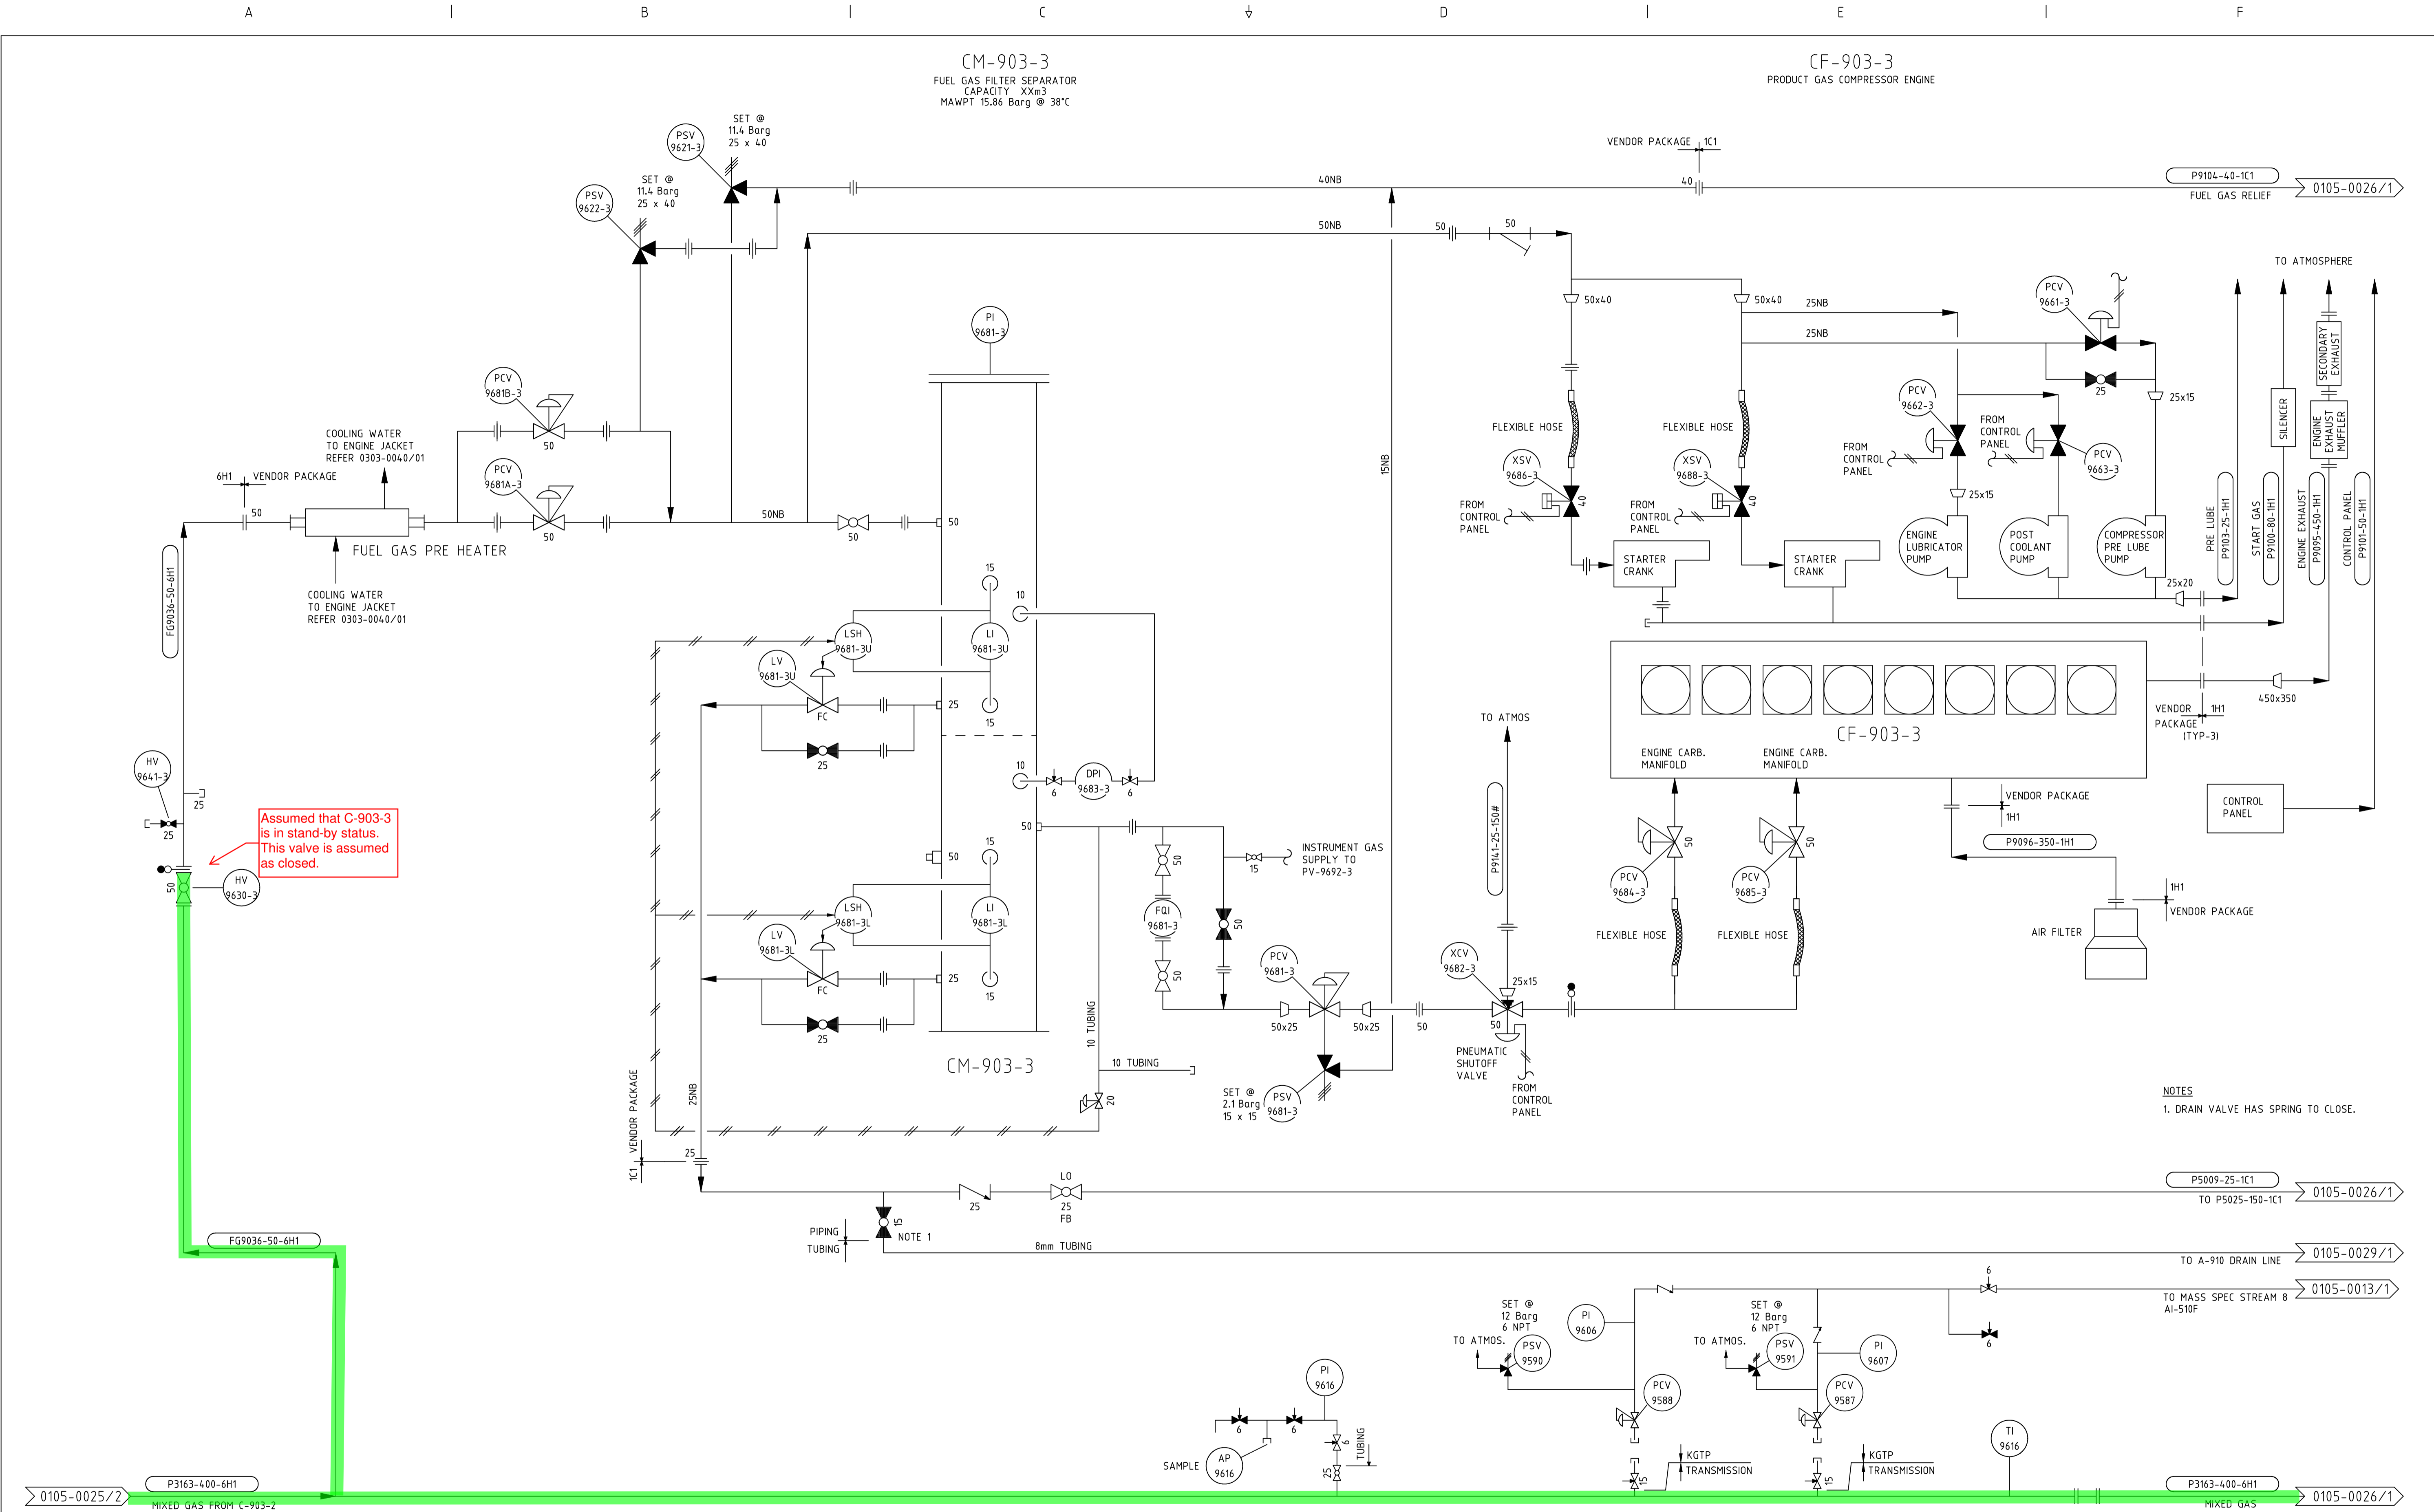 A
B
C
D
E
F
CM-903-3
FUEL GAS FILTER SEPARATOR
CAPACITY XXm3
MAWPT 15.86 Barg @ 38°C
CF-903-3
PRODUCT GAS COMPRESSOR ENGINE
SET @
11.4 Barg
25 x 40
PSV
9621-3
SET @
11.4 Barg
25 x 40
PSV
9622-3
VENDOR PACKAGE
1C1
40NB
40
P9104-40-1C1
FUEL GAS RELIEF
0105-0026/1
50NB
50
50
TO ATMOSPHERE
PI
9681-3
50x40
50x40
25NB
25NB
PCV
9661-3
25
25x15
SECONDARY
EXHAUST
SILENCER
ENGINE
EXHAUST
MUFFLER
PCV
9681B-3
50
PCV
9681A-3
50
COOLING WATER
TO ENGINE JACKET
REFER 0303-0040/01
6H1
VENDOR PACKAGE
50
FUEL GAS PRE HEATER
COOLING WATER
TO ENGINE JACKET
REFER 0303-0040/01
FG9036-50-6H1
50NB
50
50
15NB
FLEXIBLE HOSE
FLEXIBLE HOSE
XSV
9686-3
40
XSV
9688-3
40
FROM
CONTROL
PANEL
FROM
CONTROL
PANEL
PCV
9662-3
FROM
CONTROL
PANEL
FROM
CONTROL
PANEL
PCV
9663-3
25x15
STARTER
CRANK
STARTER
CRANK
ENGINE
LUBRICATOR
PUMP
POST
COOLANT
PUMP
COMPRESSOR
PRE LUBE
PUMP
25x20
PRE LUBE
P9103-25-1H1
START GAS
P9100-80-1H1
ENGINE EXHAUST
P9095-450-1H1
CONTROL PANEL
P9101-50-1H1
15
10
LSH
9681-3U
LI
9681-3U
LV
9681-3U
FC
25
15
25
10
DPI
9683-3
6
6
50
50
15
LSH
9681-3L
LI
9681-3L
LV
9681-3L
FC
25
15
25
CM-903-3
HV
9641-3
25
25
Assumed that C-903-3
is in stand-by status.
This valve is assumed
as closed.
50
HV
9630-3
50
FQI
9681-3
50
50
15
INSTRUMENT GAS
SUPPLY TO
PV-9692-3
PCV
9681-3
50x25
50x25
50
TO ATMOS
P9141-25-150#
XCV
9682-3
25x15
50
PNEUMATIC
SHUTOFF
VALVE
FROM
CONTROL
PANEL
SET @
2.1 Barg
15 x 15
PSV
9681-3
10 TUBING
10 TUBING
20
CF-903-3
ENGINE CARB.
MANIFOLD
ENGINE CARB.
MANIFOLD
PCV
9684-3
50
PCV
9685-3
50
FLEXIBLE HOSE
FLEXIBLE HOSE
VENDOR
PACKAGE
(TYP-3)
1H1
450x350
VENDOR PACKAGE
1H1
P9096-350-1H1
CONTROL
PANEL
1H1
VENDOR PACKAGE
AIR FILTER
NOTES
1. DRAIN VALVE HAS SPRING TO CLOSE.
1C1
VENDOR PACKAGE
25NB
25
25
LO
25
FB
P5009-25-1C1
TO P5025-150-1C1
0105-0026/1
PIPING
TUBING
15
NOTE 1
8mm TUBING
TO A-910 DRAIN LINE
0105-0029/1
FG9036-50-6H1
6
TO MASS SPEC STREAM 8
AI-510F
0105-0013/1
6
SET @
12 Barg
6 NPT
TO ATMOS.
PSV
9590
PI
9606
SET @
12 Barg
6 NPT
TO ATMOS.
PSV
9591
PI
9607
PI
9616
PCV
9588
PCV
9587
6
6
6
TUBING
25
SAMPLE
AP
9616
KGTP
TRANSMISSION
15
KGTP
TRANSMISSION
15
TI
9616
0105-0025/2
P3163-400-6H1
MIXED GAS FROM C-903-2
P3163-400-6H1
MIXED GAS
0105-0026/1